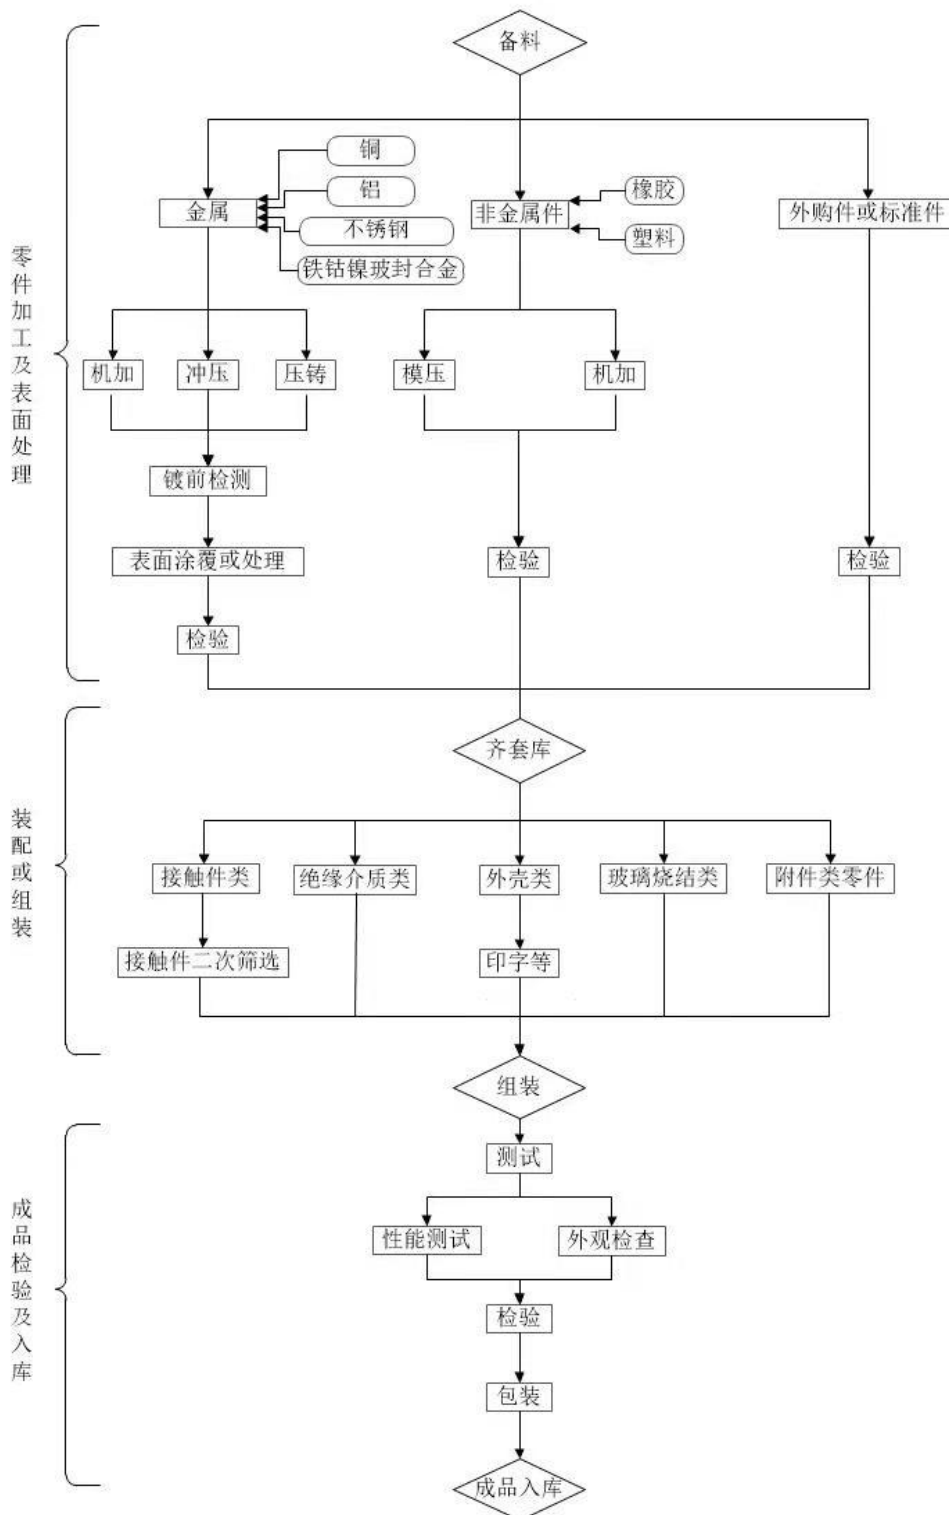 备料
铜
铝
不锈钢
铁钴镍玻封合金
金属
橡胶
塑料
非金属件
外购件或标准件
零件加工及表面处理
机加
冲压
压铸
模压
机加
镀前检测
表面涂覆或处理
检验
检验
检验
齐套库
装配或组装
接触件类
绝缘介质类
外壳类
玻璃烧结类
附件类零件
接触件二次筛选
印字等
组装
测试
性能测试
外观检查
成品检验及入库
检验
包装
成品入库